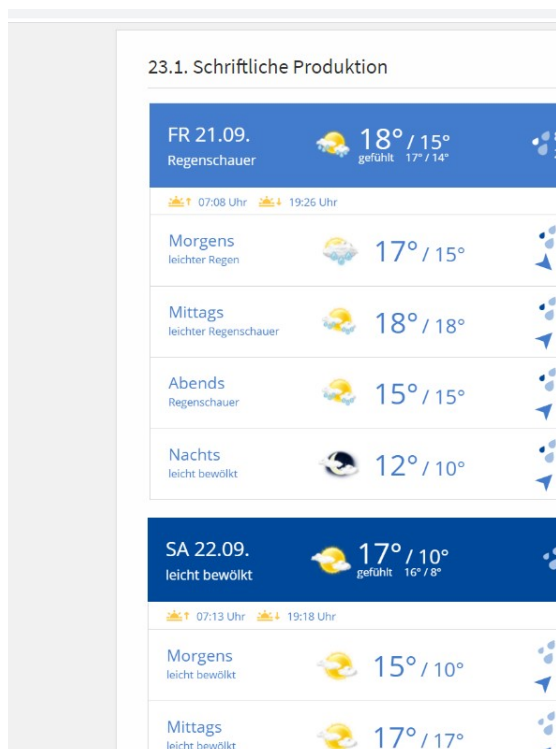 23.1. Schriftliche Produktion
FR 21.09.
Regenschauer
18° / 15°
gefühlt 17° / 14°
07:08 Uhr 19:26 Uhr
Morgens
leichter Regen
17° / 15°
Mittags
leichter Regenschauer
18° / 18°
Abends
Regenschauer
15° / 15°
Nachts
leicht bewölkt
12° / 10°
SA 22.09.
leicht bewölkt
17° / 10°
gefühlt 16° / 8°
07:13 Uhr 19:18 Uhr
Morgens
leicht bewölkt
15° / 10°
Mittags
leicht bewölkt
17° / 17°